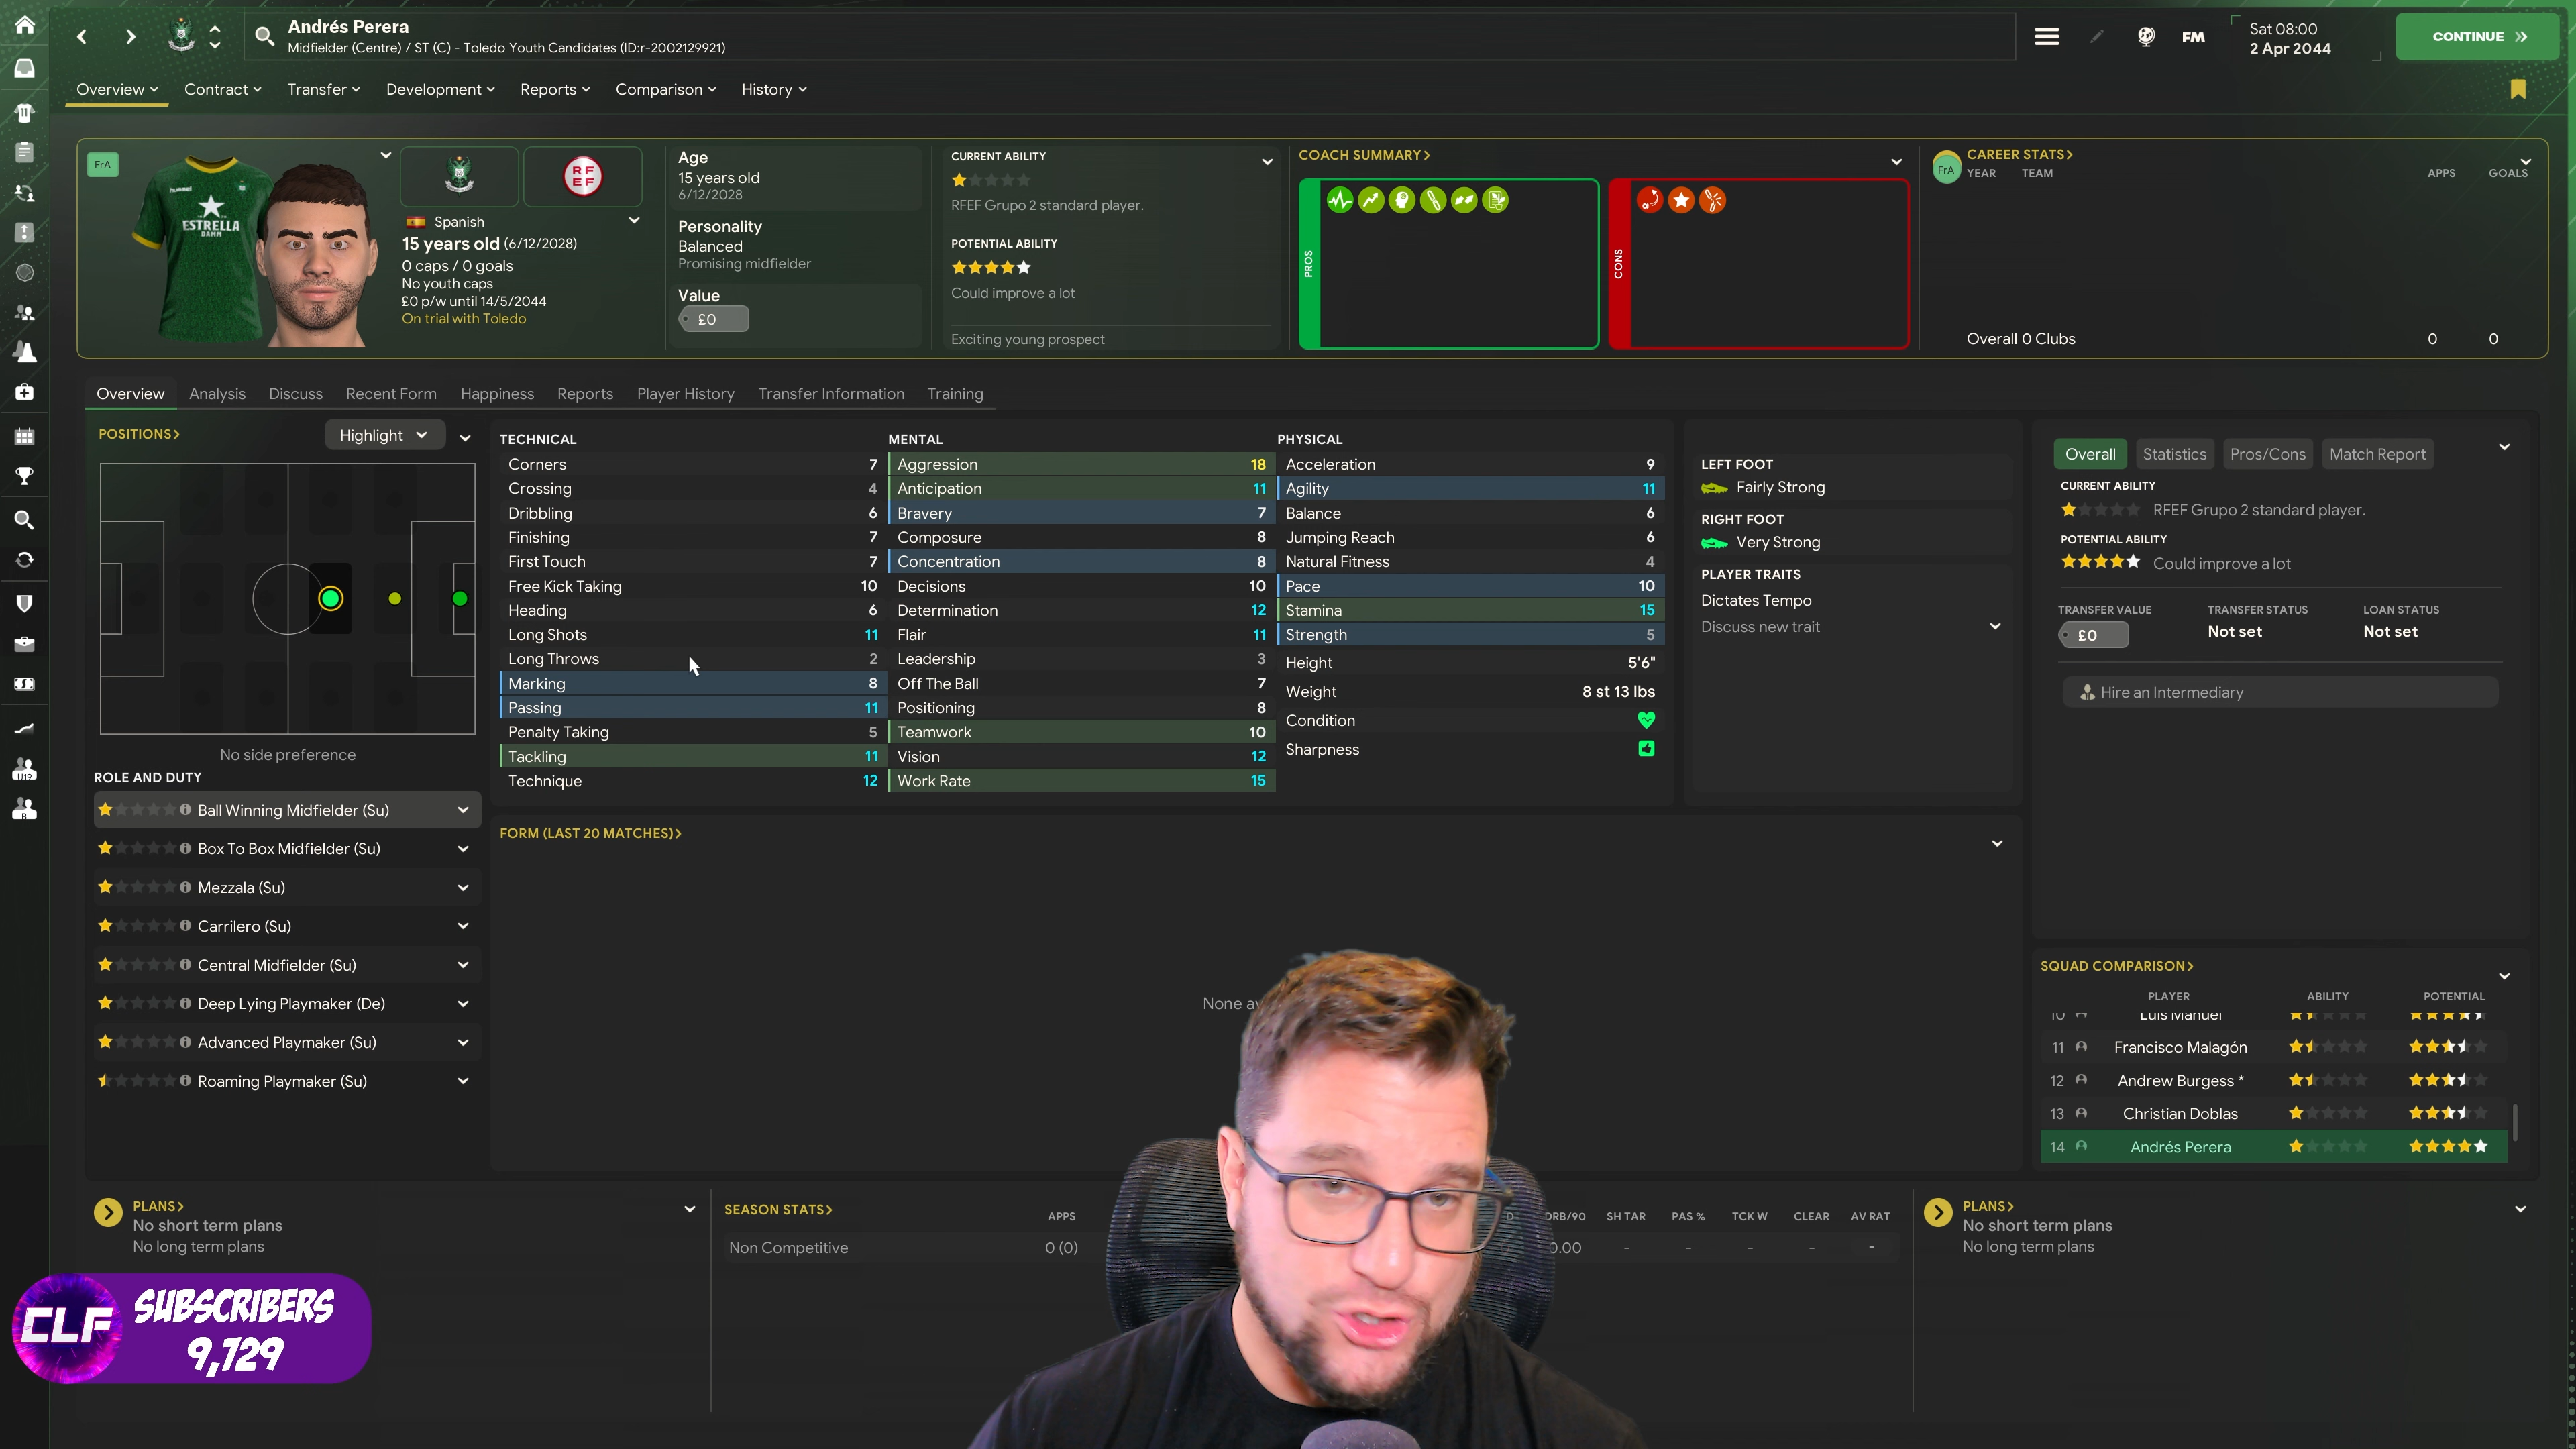 Andrés Perera
Midfielder (Centre) / ST (C) - Toledo Youth Candidates (ID:r-2002129921)
FM
Sat 08:00
2 Apr 2044
CONTINUE
Overview
Contract
Transfer
Development
Reports
Comparison
History
FrA
hummel
ESTRELLA
DAMM
RF
EF
Spanish
15 years old (6/12/2028)
0 caps / 0 goals
No youth caps
£0 p/w until 14/5/2044
On trial with Toledo
Age
15 years old
6/12/2028
Personality
Balanced
Promising midfielder
Value
£0
CURRENT ABILITY
RFEF Grupo 2 standard player.
POTENTIAL ABILITY
Could improve a lot
Exciting young prospect
COACH SUMMARY>
PROS
CONS
FrA
CAREER STATS>
YEAR TEAM APPS GOALS
Overall 0 Clubs 0 0
Overview Analysis Discuss Recent Form Happiness Reports Player History Transfer Information Training
POSITIONS>
Highlight
No side preference
ROLE AND DUTY
Ball Winning Midfielder (Su)
Box To Box Midfielder (Su)
Mezzala (Su)
Carrilero (Su)
Central Midfielder (Su)
Deep Lying Playmaker (De)
Advanced Playmaker (Su)
Roaming Playmaker (Su)
TECHNICAL
Corners 7
Crossing 4
Dribbling 6
Finishing 7
First Touch 7
Free Kick Taking 10
Heading 6
Long Shots 11
Long Throws 2
Marking 8
Passing 11
Penalty Taking 5
Tackling 11
Technique 12
MENTAL
Aggression 18
Anticipation 11
Bravery 7
Composure 8
Concentration 8
Decisions 10
Determination 12
Flair 11
Leadership 3
Off The Ball 7
Positioning 8
Teamwork 10
Vision 12
Work Rate 15
PHYSICAL
Acceleration 9
Agility 11
Balance 6
Jumping Reach 6
Natural Fitness 4
Pace 10
Stamina 15
Strength 5
Height 5'6"
Weight 8 st 13 lbs
Condition
Sharpness
LEFT FOOT
Fairly Strong
RIGHT FOOT
Very Strong
PLAYER TRAITS
Dictates Tempo
Discuss new trait
Overall Statistics Pros/Cons Match Report
CURRENT ABILITY
RFEF Grupo 2 standard player.
POTENTIAL ABILITY
Could improve a lot
TRANSFER VALUE TRANSFER STATUS LOAN STATUS
£0 Not set Not set
Hire an Intermediary
FORM (LAST 20 MATCHES)>
None
SQUAD COMPARISON>
PLAYER ABILITY POTENTIAL
10 Luis Manuel
11 Francisco Malagón
12 Andrew Burgess *
13 Christian Doblas
14 Andrés Perera
PLANS>
No short term plans
No long term plans
SEASON STATS>
APPS
DRB/90 SH TAR PAS % TCK W CLEAR AV RAT
Non Competitive 0 (0) 0.00 - - - - -
PLANS>
No short term plans
No long term plans
CLF
SUBSCRIBERS
9,729
U19
B
11